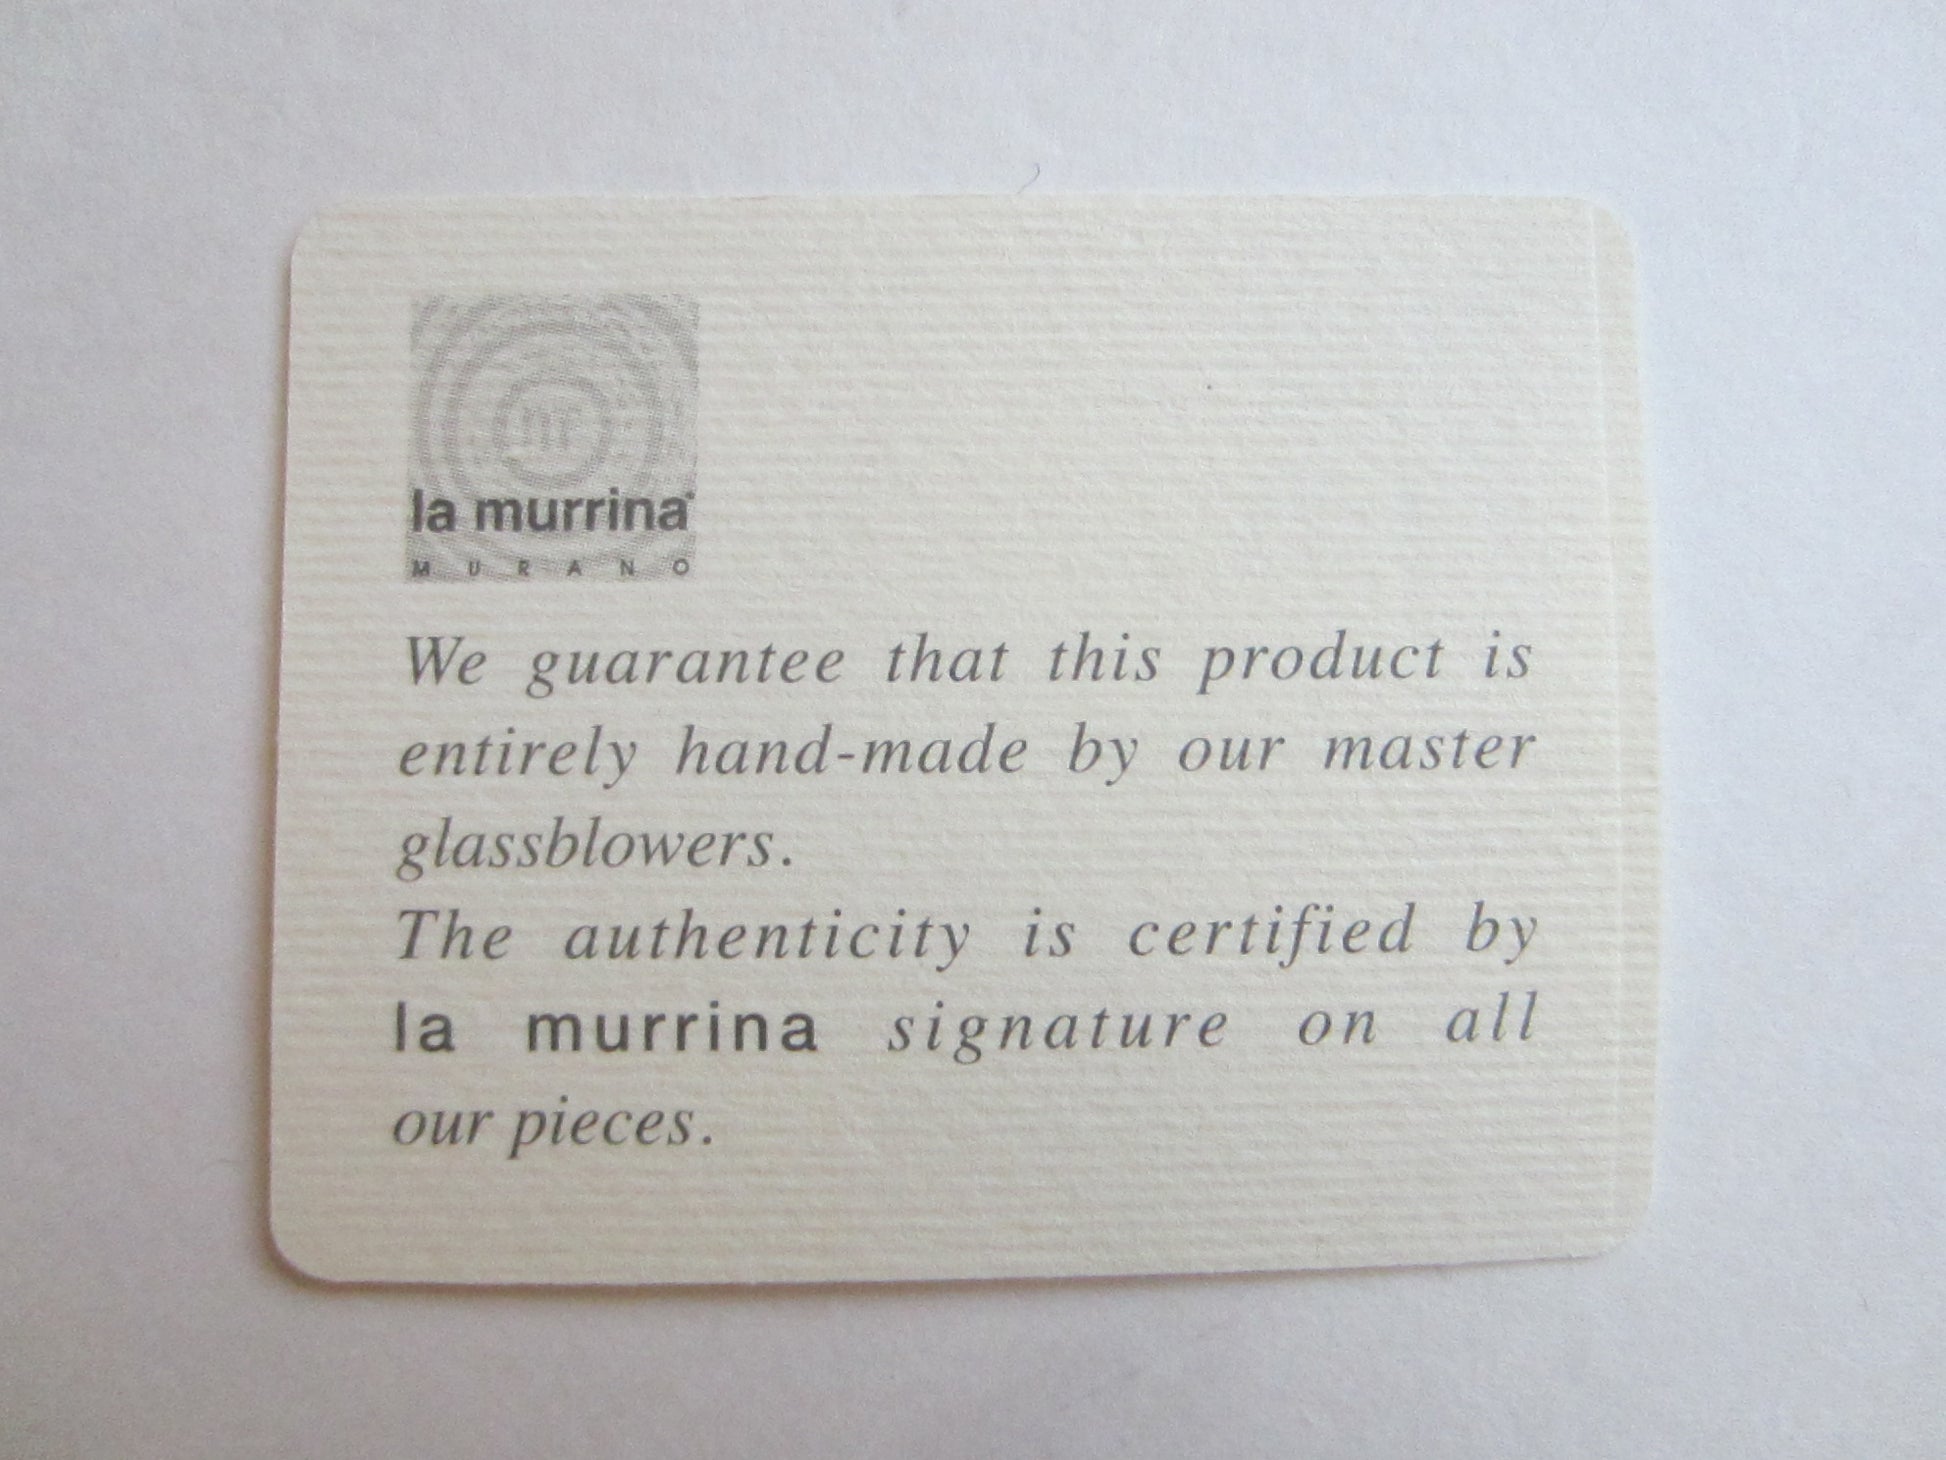 la murrina
MURANO
We guarantee that this product is
entirely hand-made by our master
glassblowers.
The authenticity is certified by
la murrina signature on all
our pieces.